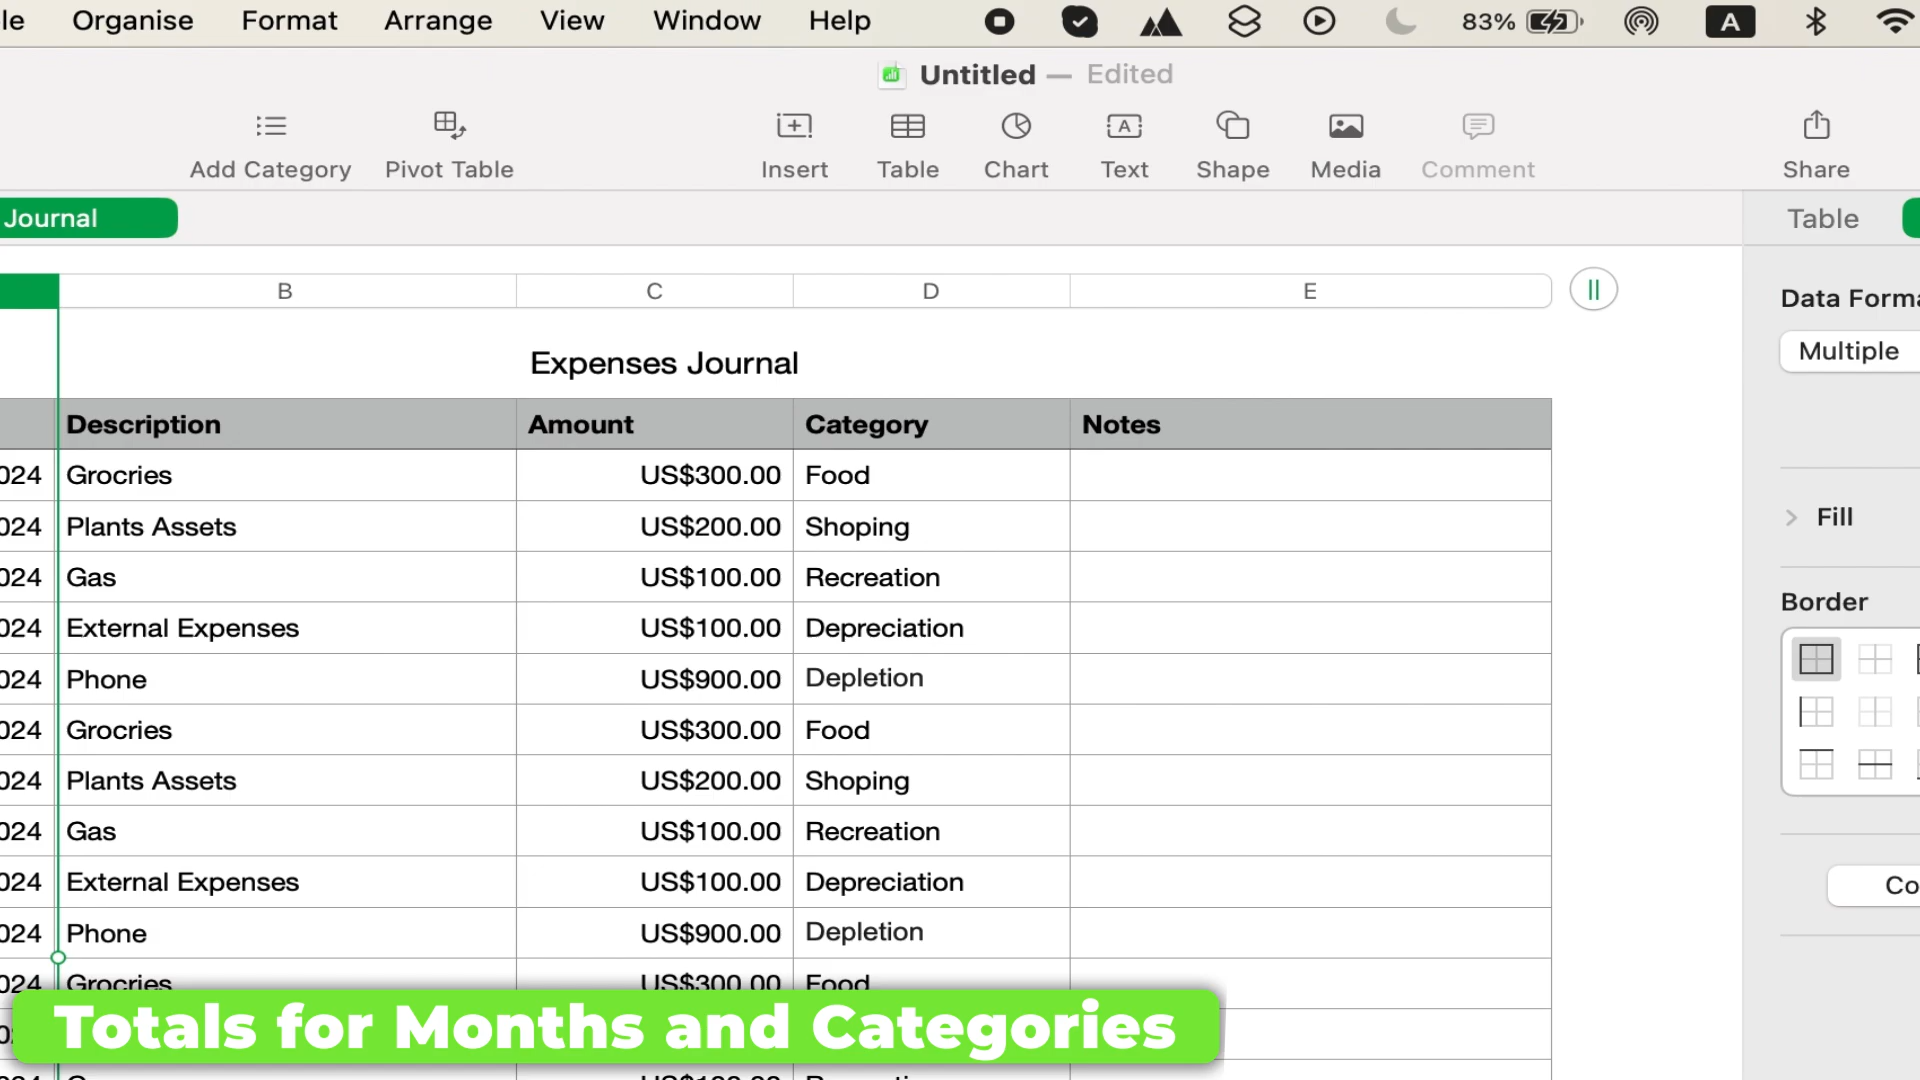 Organise Format Arrange View Window Help 83% A
Untitled — Edited
Add Category Pivot Table Insert Table Chart Text Shape Media Comment Share
Journal Table
B C D E
Data Forma
Multiple
Expenses Journal
Description Amount Category Notes
024 Grocries US$300.00 Food
024 Plants Assets US$200.00 Shoping
024 Gas US$100.00 Recreation
024 External Expenses US$100.00 Depreciation
024 Phone US$900.00 Depletion
024 Grocries US$300.00 Food
024 Plants Assets US$200.00 Shoping
024 Gas US$100.00 Recreation
024 External Expenses US$100.00 Depreciation
024 Phone US$900.00 Depletion
024 Grocries US$300.00 Food
Fill
Border
Co
Totals for Months and Categories